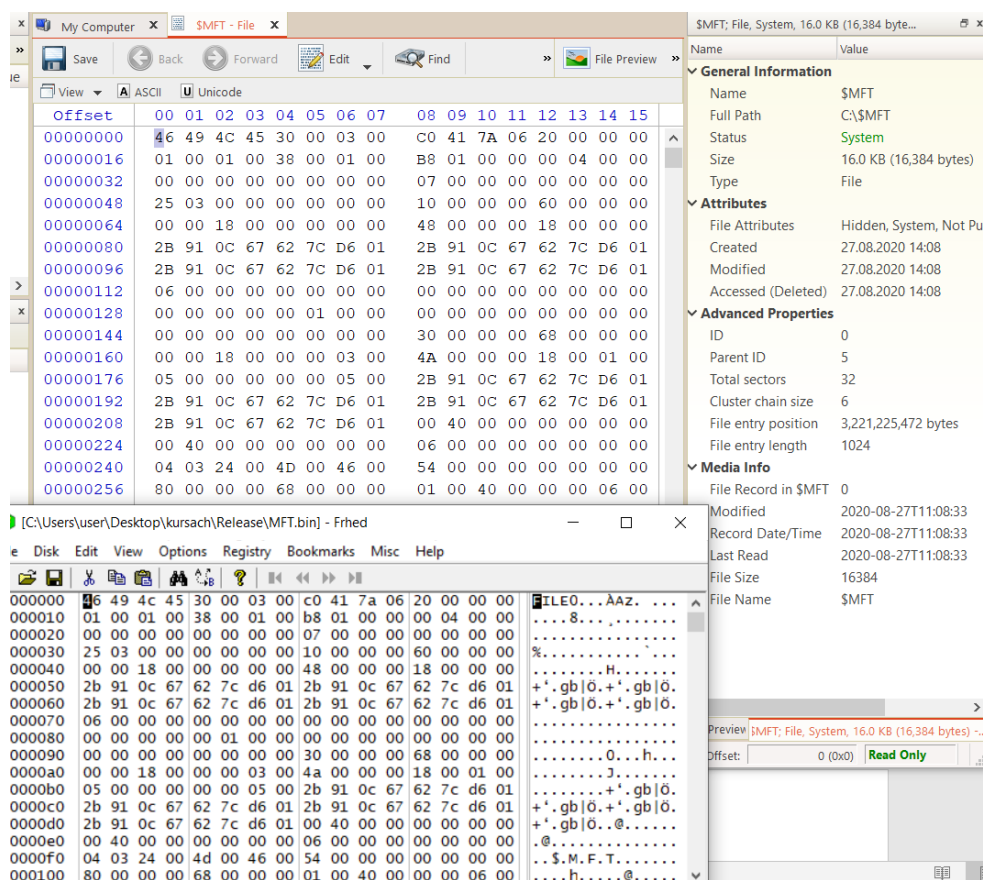 My Computer x $MFT - File x
Save Back Forward Edit Find » File Preview »
View ASCII U Unicode
Offset 00 01 02 03 04 05 06 07 08 09 10 11 12 13 14 15
00000000 46 49 4C 45 30 00 03 00 C0 41 7A 06 20 00 00 00
00000016 01 00 01 00 38 00 01 00 B8 01 00 00 00 04 00 00
00000032 00 00 00 00 00 00 00 00 07 00 00 00 00 00 00 00
00000048 25 03 00 00 00 00 00 00 10 00 00 00 60 00 00 00
00000064 00 00 18 00 00 00 00 00 48 00 00 00 18 00 00 00
00000080 2B 91 0C 67 62 7C D6 01 2B 91 0C 67 62 7C D6 01
00000096 2B 91 0C 67 62 7C D6 01 2B 91 0C 67 62 7C D6 01
00000112 06 00 00 00 00 00 00 00 00 00 00 00 00 00 00 00
00000128 00 00 00 00 00 01 00 00 00 00 00 00 00 00 00 00
00000144 00 00 00 00 00 00 00 00 30 00 00 00 68 00 00 00
00000160 00 00 18 00 00 00 03 00 4A 00 00 00 18 00 01 00
00000176 05 00 00 00 00 00 05 00 2B 91 0C 67 62 7C D6 01
00000192 2B 91 0C 67 62 7C D6 01 2B 91 0C 67 62 7C D6 01
00000208 2B 91 0C 67 62 7C D6 01 00 40 00 00 00 00 00 00
00000224 00 40 00 00 00 00 00 00 06 00 00 00 00 00 00 00
00000240 04 03 24 00 4D 00 46 00 54 00 00 00 00 00 00 00
00000256 80 00 00 00 68 00 00 00 01 00 40 00 00 00 06 00
$MFT; File, System, 16.0 KB (16,384 byte...
Name Value
General Information
Name $MFT
Full Path C:\$MFT
Status System
Size 16.0 KB (16,384 bytes)
Type File
Attributes
File Attributes Hidden, System, Not Pu
Created 27.08.2020 14:08
Modified 27.08.2020 14:08
Accessed (Deleted) 27.08.2020 14:08
Advanced Properties
ID 0
Parent ID 5
Total sectors 32
Cluster chain size 6
File entry position 3,221,225,472 bytes
File entry length 1024
Media Info
File Record in $MFT 0
Modified 2020-08-27T11:08:33
Record Date/Time 2020-08-27T11:08:33
Last Read 2020-08-27T11:08:33
File Size 16384
File Name $MFT
[C:\Users\user\Desktop\kursach\Release\MFT.bin] - Frhed
e Disk Edit View Options Registry Bookmarks Misc Help
000000 46 49 4c 45 30 00 03 00 c0 41 7a 06 20 00 00 00 FILE0...ÀAz. ...
000010 01 00 01 00 38 00 01 00 b8 01 00 00 00 04 00 00 ....8...¸.......
000020 00 00 00 00 00 00 00 00 07 00 00 00 00 00 00 00 ................
000030 25 03 00 00 00 00 00 00 10 00 00 00 60 00 00 00 %...........`...
000040 00 00 18 00 00 00 00 00 48 00 00 00 18 00 00 00 ........H.......
000050 2b 91 0c 67 62 7c d6 01 2b 91 0c 67 62 7c d6 01 +‘.gb|Ö.+‘.gb|Ö.
000060 2b 91 0c 67 62 7c d6 01 2b 91 0c 67 62 7c d6 01 +‘.gb|Ö.+‘.gb|Ö.
000070 06 00 00 00 00 00 00 00 00 00 00 00 00 00 00 00 ................
000080 00 00 00 00 00 01 00 00 00 00 00 00 00 00 00 00 ................
000090 00 00 00 00 00 00 00 00 30 00 00 00 68 00 00 00 ........0...h...
0000a0 00 00 18 00 00 00 03 00 4a 00 00 00 18 00 01 00 ........J.......
0000b0 05 00 00 00 00 00 05 00 2b 91 0c 67 62 7c d6 01 ........+‘.gb|Ö.
0000c0 2b 91 0c 67 62 7c d6 01 2b 91 0c 67 62 7c d6 01 +‘.gb|Ö.+‘.gb|Ö.
0000d0 2b 91 0c 67 62 7c d6 01 00 40 00 00 00 00 00 00 +‘.gb|Ö..@......
0000e0 00 40 00 00 00 00 00 00 06 00 00 00 00 00 00 00 .@..............
0000f0 04 03 24 00 4d 00 46 00 54 00 00 00 00 00 00 00 ..$.M.F.T.......
000100 80 00 00 00 68 00 00 00 01 00 40 00 00 00 06 00 ....h.....@.....
Preview $MFT; File, System, 16.0 KB (16,384 bytes) -..
Offset: 0 (0x0) Read Only